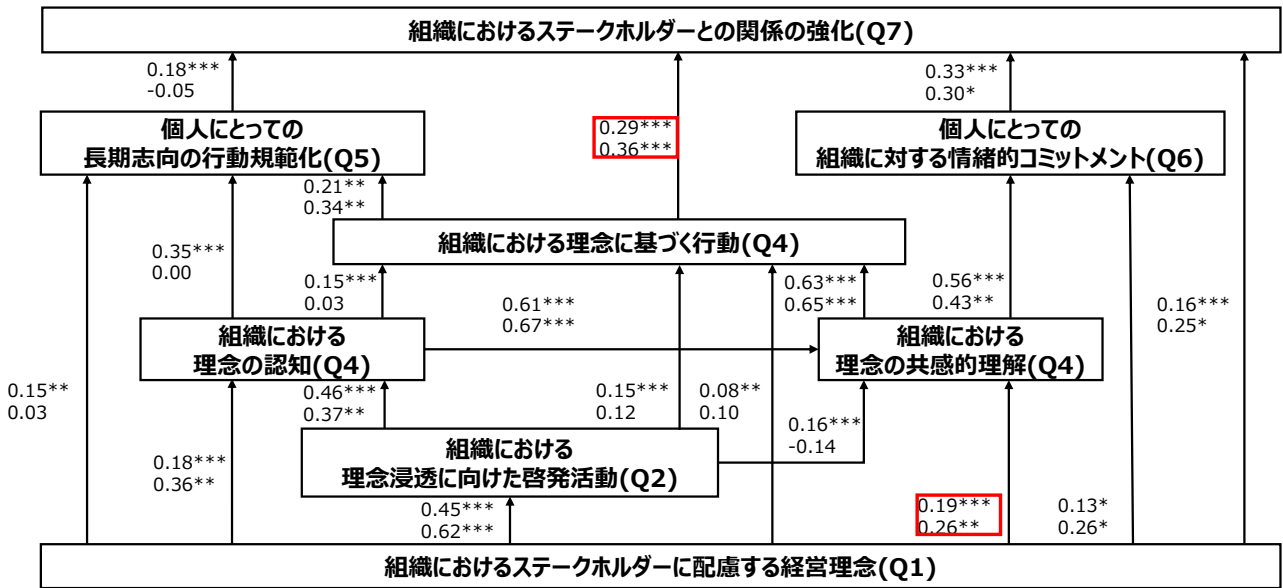 組織におけるステークホルダーとの関係の強化(Q7)
0.18***
-0.05
0.33***
0.30*
個人にとっての
長期志向の行動規範化(Q5)
0.29***
0.36***
個人にとっての
組織に対する情緒的コミットメント(Q6)
0.21**
0.34**
組織における理念に基づく行動(Q4)
0.35***
0.00
0.15***
0.03
0.61***
0.67***
0.63***
0.65***
0.56***
0.43**
0.16***
0.25*
組織における
理念の認知(Q4)
組織における
理念の共感的理解(Q4)
0.15**
0.03
0.46***
0.37**
0.15***
0.12
0.08**
0.10
0.16***
-0.14
組織における
理念浸透に向けた啓発活動(Q2)
0.18***
0.36**
0.45***
0.62***
0.19***
0.26**
0.13*
0.26*
組織におけるステークホルダーに配慮する経営理念(Q1)